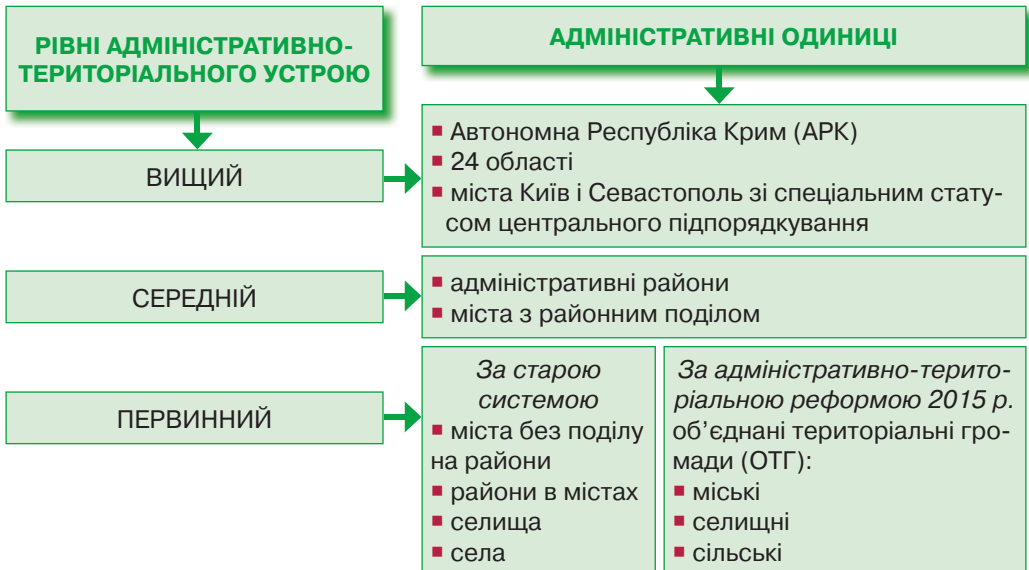 РІВНІ АДМІНІСТРАТИВНО-
ТЕРИТОРІАЛЬНОГО УСТРОЮ
АДМІНІСТРАТИВНІ ОДИНИЦІ
ВИЩИЙ
▪ Автономна Республіка Крим (АРК)
▪ 24 області
▪ міста Київ і Севастополь зі спеціальним стату-
сом центрального підпорядкування
СЕРЕДНІЙ
▪ адміністративні райони
▪ міста з районним поділом
ПЕРВИННИЙ
За старою
системою
▪ міста без поділу
на райони
▪ райони в містах
▪ селища
▪ села
За адміністративно-терито-
ріальною реформою 2015 р.
об’єднані територіальні гро-
мади (ОТГ):
▪ міські
▪ селищні
▪ сільські